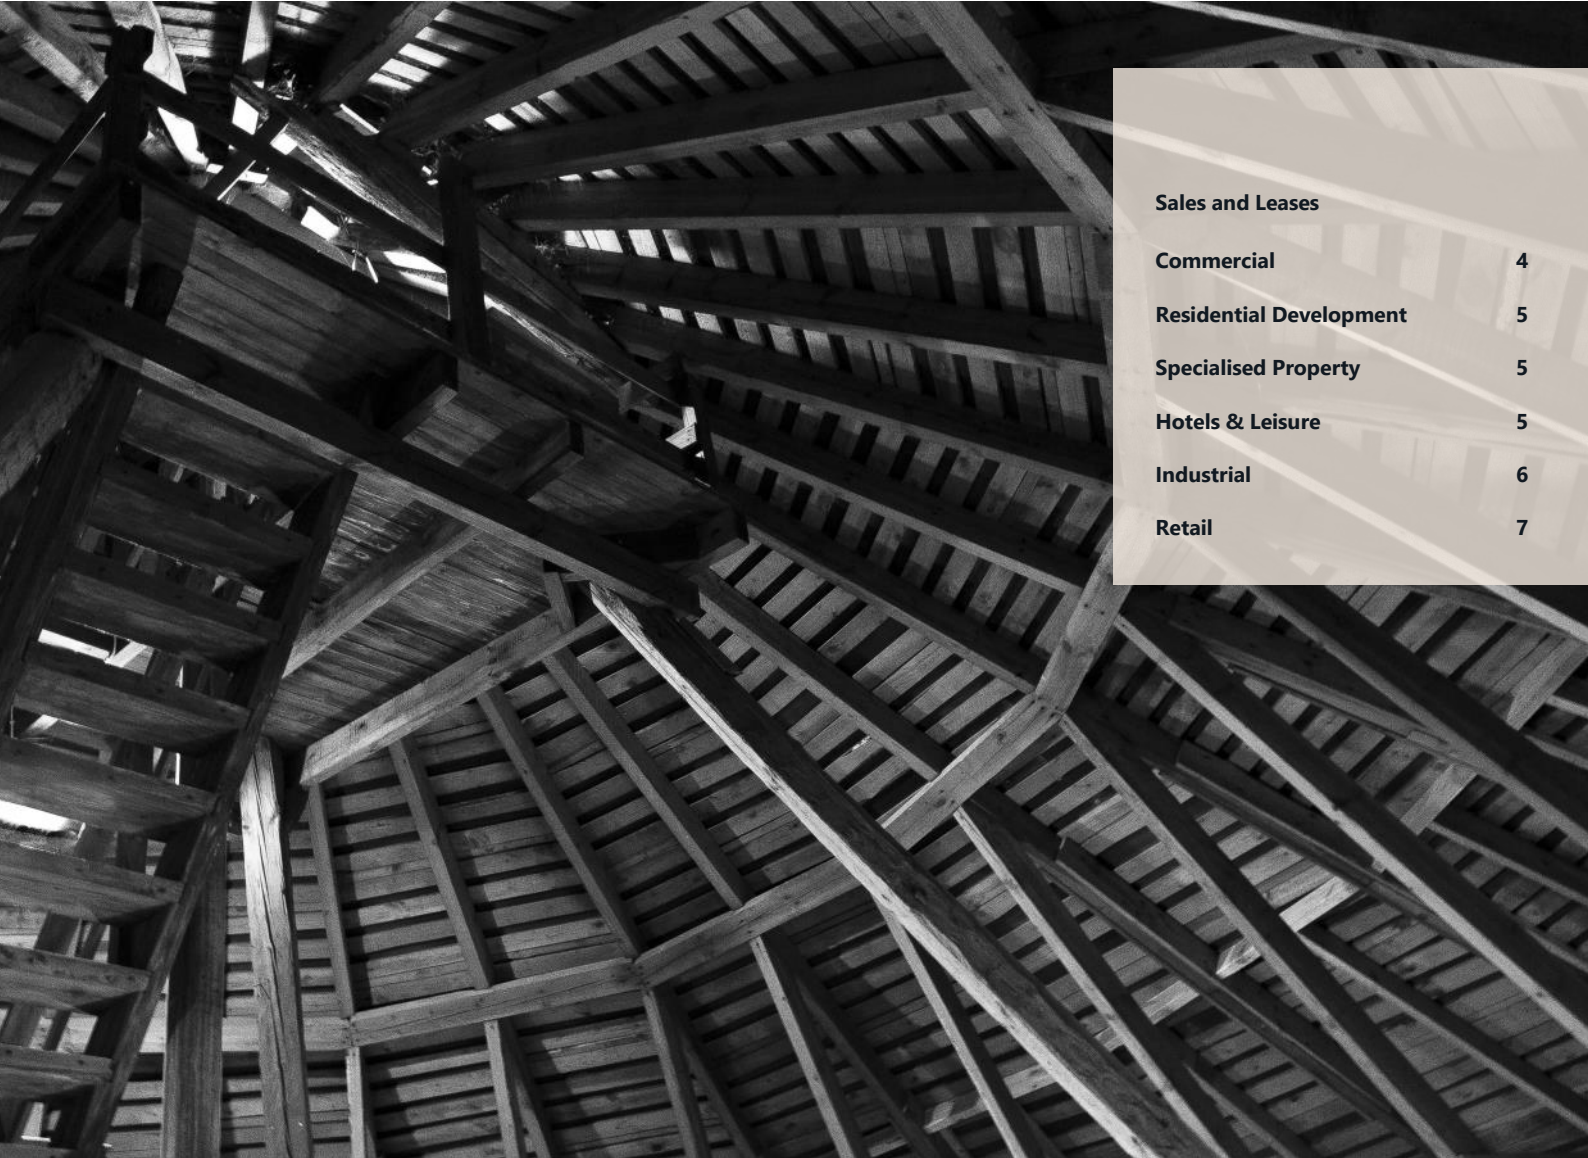 Sales and Leases
Commercial 4
Residential Development 5
Specialised Property 5
Hotels & Leisure 5
Industrial 6
Retail 7